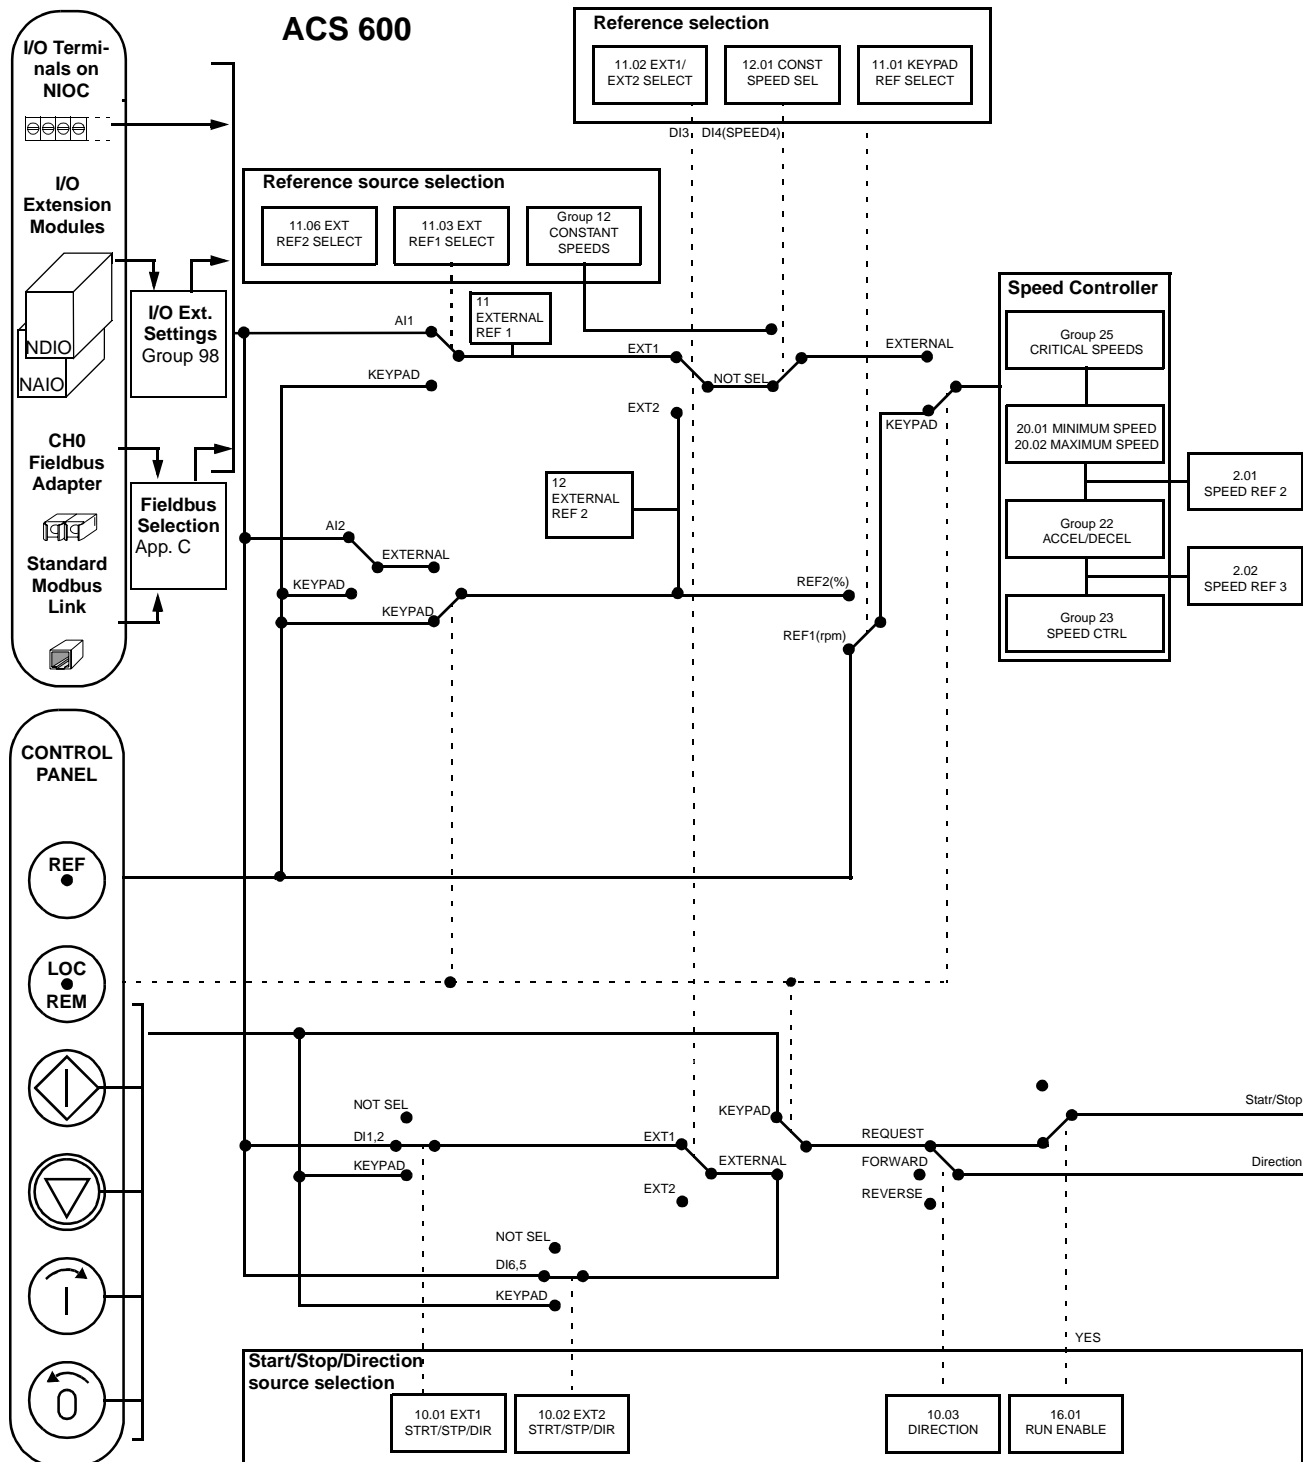 ACS 600
I/O Termi-
nals on
NIOC
I/O
Extension
Modules
NDIO
NAIO
I/O Ext.
Settings
Group 98
CH0
Fieldbus
Adapter
Fieldbus
Selection
App. C
Standard
Modbus
Link
Reference selection
11.02 EXT1/
EXT2 SELECT
12.01 CONST
SPEED SEL
11.01 KEYPAD
REF SELECT
DI3
DI4(SPEED4)
Reference source selection
11.06 EXT
REF2 SELECT
11.03 EXT
REF1 SELECT
Group 12
CONSTANT
SPEEDS
AI1
11
EXTERNAL
REF 1
KEYPAD
EXT1
NOT SEL
EXTERNAL
EXT2
KEYPAD
12
EXTERNAL
REF 2
AI2
EXTERNAL
KEYPAD
KEYPAD
REF2(%)
REF1(rpm)
Speed Controller
Group 25
CRITICAL SPEEDS
20.01 MINIMUM SPEED
20.02 MAXIMUM SPEED
2.01
SPEED REF 2
Group 22
ACCEL/DECEL
2.02
SPEED REF 3
Group 23
SPEED CTRL
CONTROL
PANEL
REF
LOC
REM
NOT SEL
DI1,2
KEYPAD
EXT1
EXT2
KEYPAD
EXTERNAL
NOT SEL
DI6,5
KEYPAD
REQUEST
FORWARD
REVERSE
Statr/Stop
Direction
YES
Start/Stop/Direction
source selection
10.01 EXT1
STRT/STP/DIR
10.02 EXT2
STRT/STP/DIR
10.03
DIRECTION
16.01
RUN ENABLE